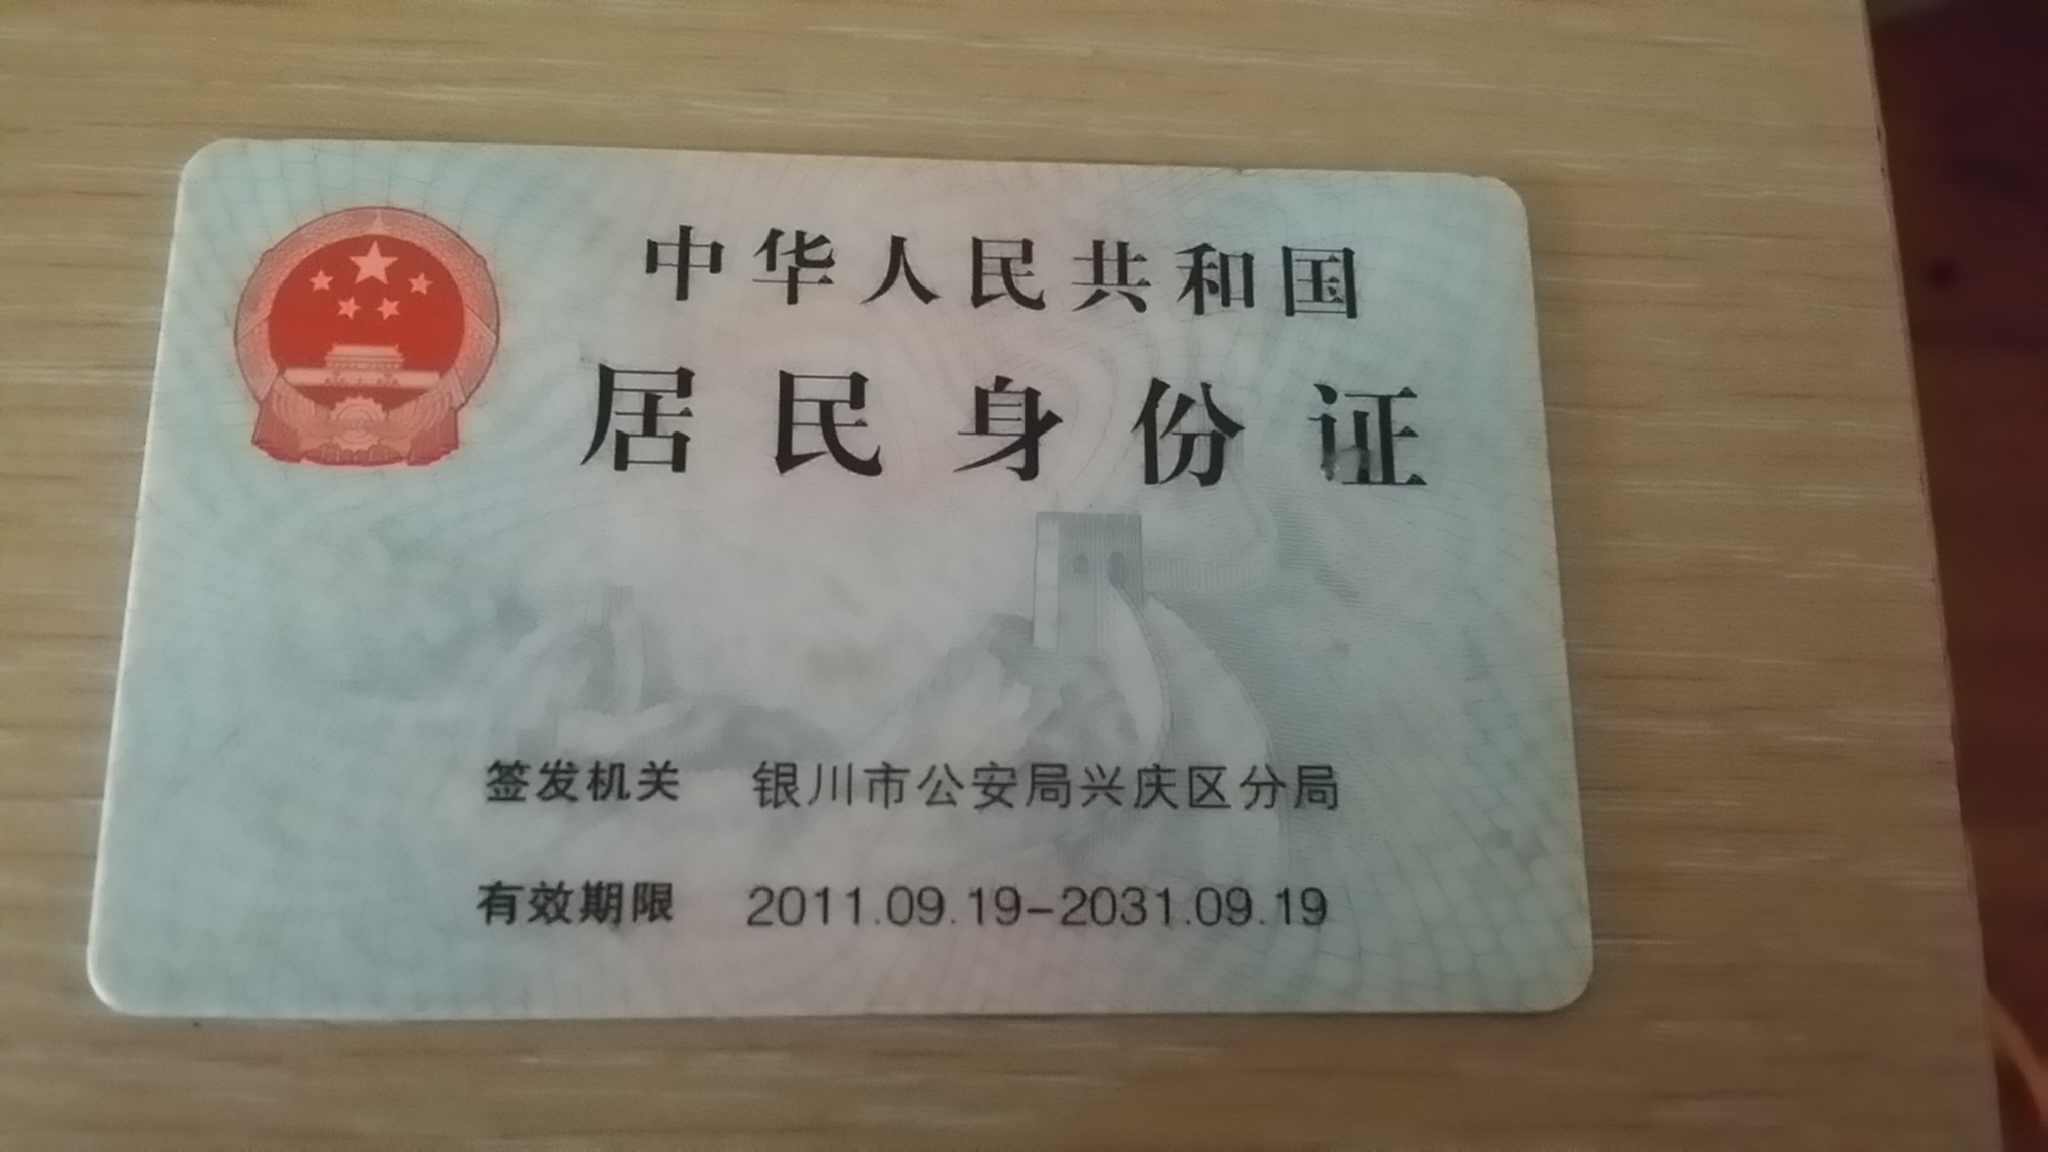 中华人民共和国
居民身份证
签发机关 银川市公安局兴庆区分局
有效期限 2011.09.19-2031.09.19